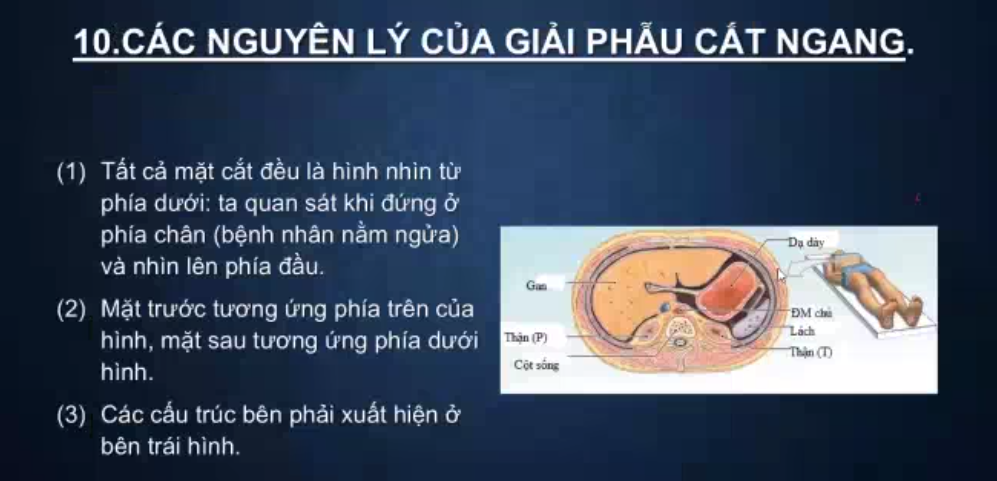 10.CÁC NGUYÊN LÝ CỦA GIẢI PHẪU CẮT NGANG.
(1) Tất cả mặt cắt đều là hình nhìn từ
phía dưới: ta quan sát khi đứng ở
phía chân (bệnh nhân nằm ngửa)
và nhìn lên phía đầu.
(2) Mặt trước tương ứng phía trên của
hình, mặt sau tương ứng phía dưới
hình.
(3) Các cấu trúc bên phải xuất hiện ở
bên trái hình.
Gan
Thận (P)
Cột sống
Dạ dày
ĐM chủ
Lách
Thận (T)